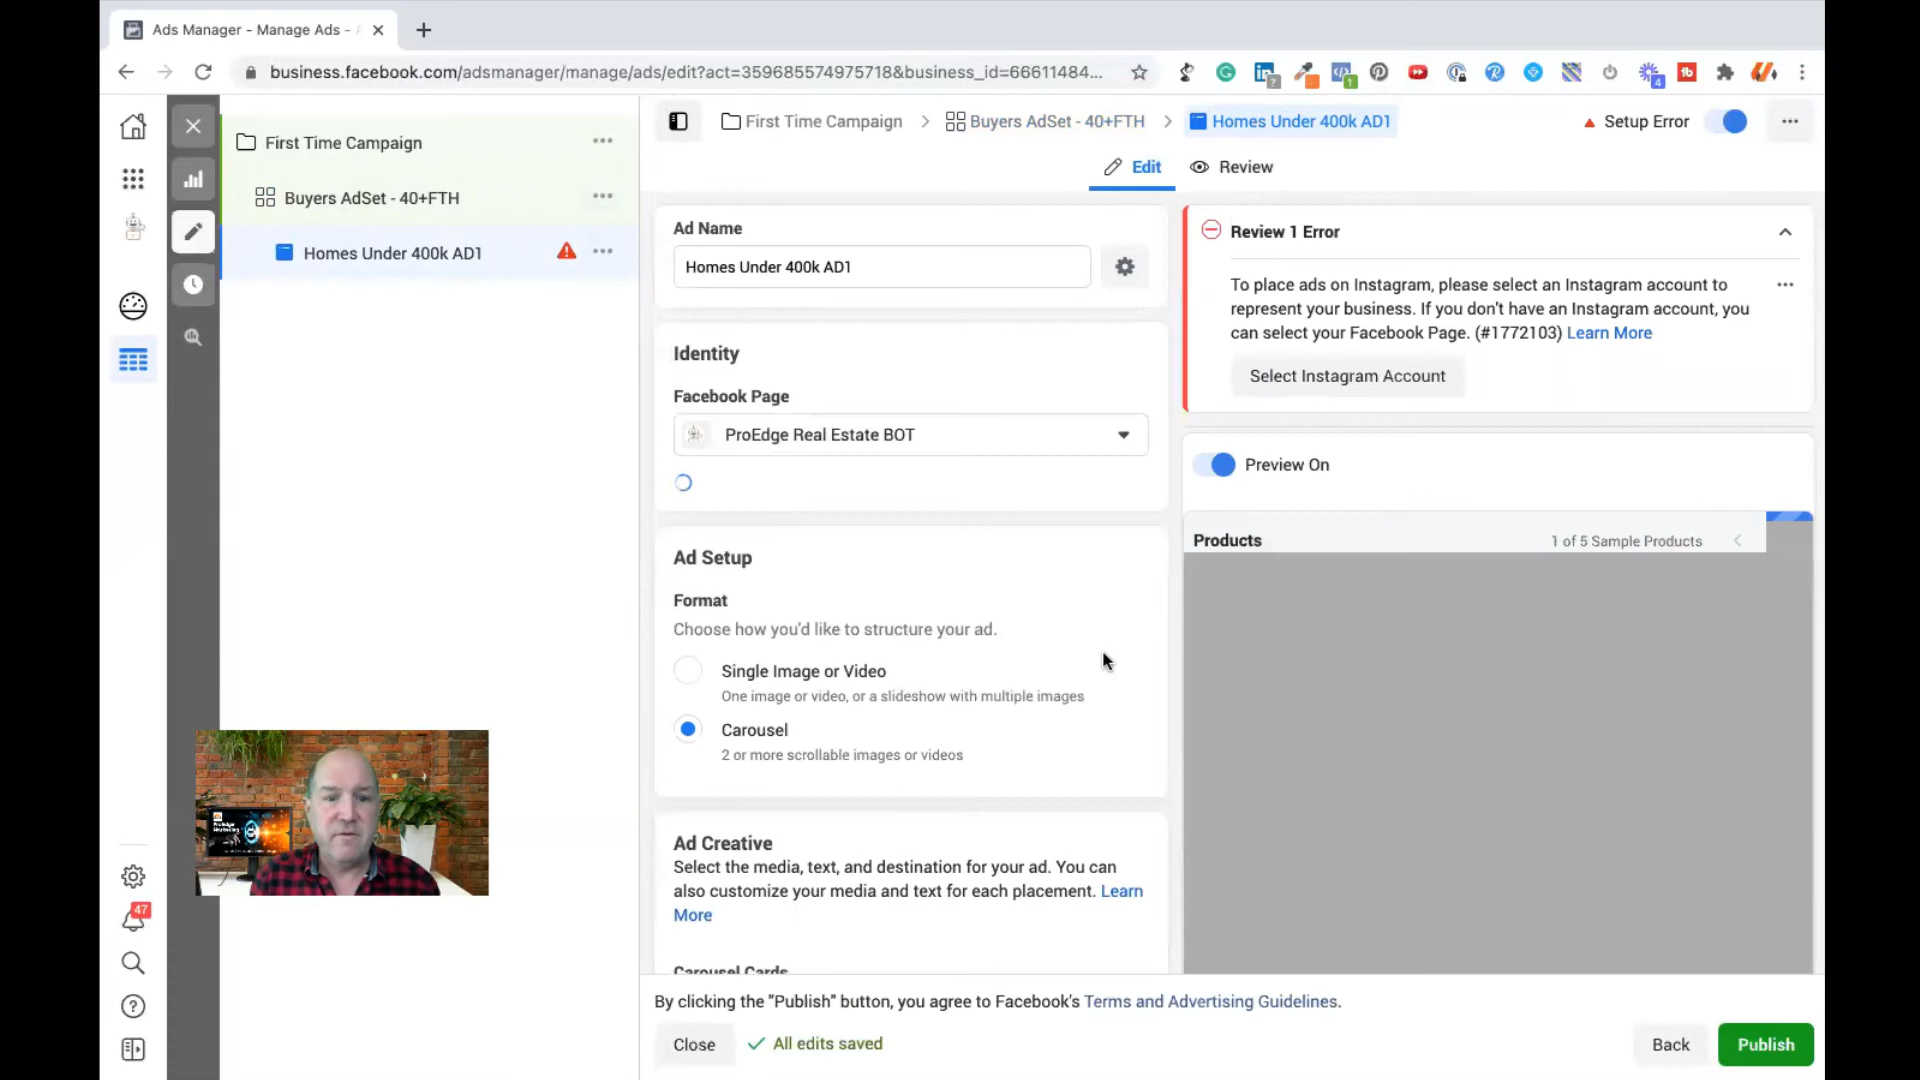 Ads Manager - Manage Ads -
business.facebook.com/adsmanager/manage/ads/edit?act=359685574975718&business_id=66611484...
First Time Campaign
Buyers AdSet - 40+FTH
Homes Under 400k AD1
First Time Campaign
Buyers AdSet - 40+FTH
Homes Under 400k AD1
Setup Error
Edit
Review
Ad Name
Homes Under 400k AD1
Identity
Facebook Page
ProEdge Real Estate BOT
Ad Setup
Format
Choose how you'd like to structure your ad.
Single Image or Video
One image or video, or a slideshow with multiple images
Carousel
2 or more scrollable images or videos
Ad Creative
Select the media, text, and destination for your ad. You can
also customize your media and text for each placement. Learn
More
Carousel Cards
Review 1 Error
To place ads on Instagram, please select an Instagram account to
represent your business. If you don't have an Instagram account, you
can select your Facebook Page. (#1772103) Learn More
Select Instagram Account
Preview On
Products
1 of 5 Sample Products
47
ProEdge
Marketing
By clicking the "Publish" button, you agree to Facebook's Terms and Advertising Guidelines.
Close
All edits saved
Back
Publish